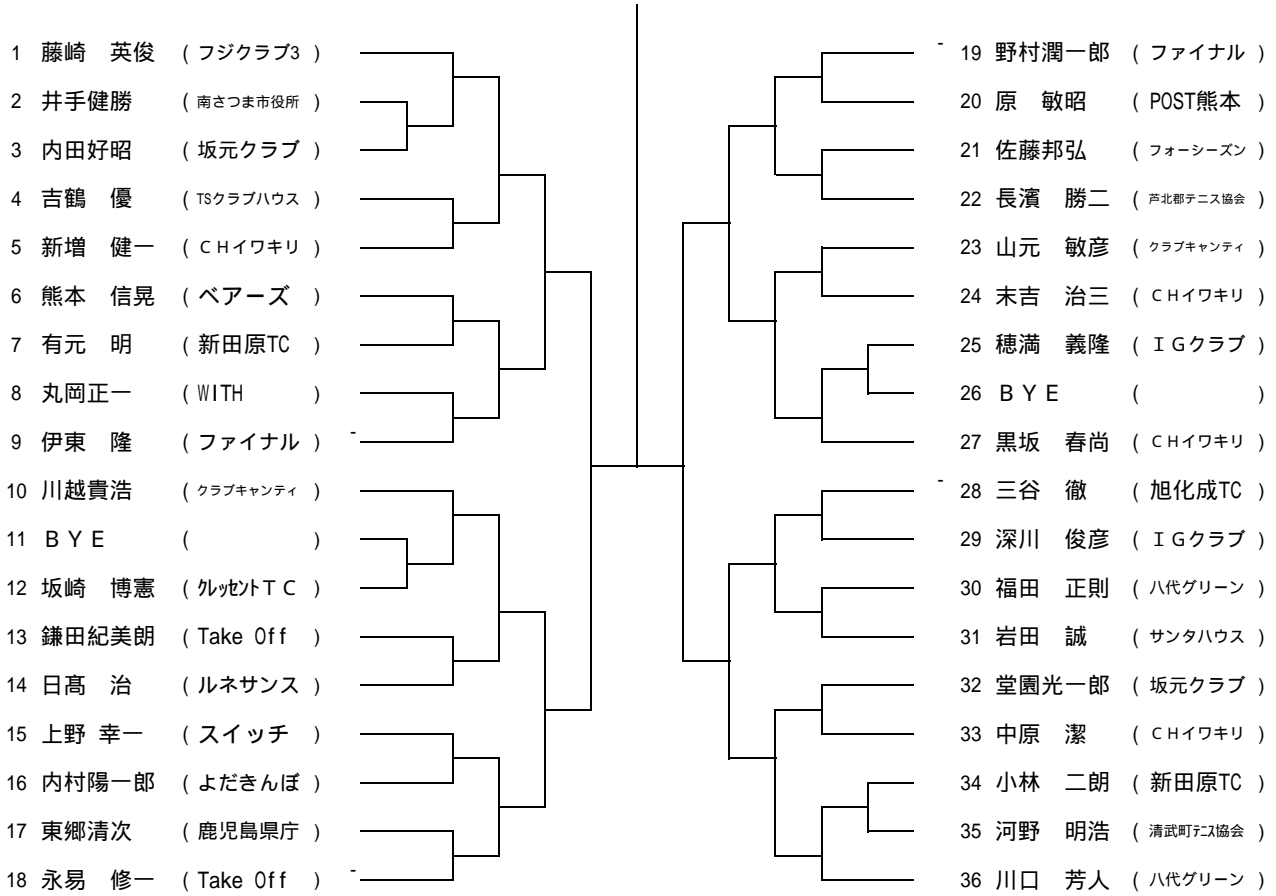 1 藤崎 英俊 ( フジクラブ3 )
2 井手健勝 ( 南さつま市役所 )
3 内田好昭 ( 坂元クラブ )
4 吉鶴 優 ( TSクラブハウス )
5 新増 健一 ( ＣＨイワキリ )
6 熊本 信晃 ( ベアーズ )
7 有元 明 ( 新田原TC )
8 丸岡正一 ( WITH )
9 伊東 隆 ( ファイナル ) -
10 川越貴浩 ( クラブキャンティ )
11 ＢＹＥ ( )
12 坂崎 博憲 ( ｸﾚｯｾﾝﾄＴＣ )
13 鎌田紀美朗 ( Take Off )
14 日髙 治 ( ルネサンス )
15 上野 幸一 ( スイッチ )
16 内村陽一郎 ( よだきんぼ )
17 東郷清次 ( 鹿児島県庁 )
18 永易 修一 ( Take Off ) -
- 19 野村潤一郎 ( ファイナル )
20 原 敏昭 ( POST熊本 )
21 佐藤邦弘 ( フォーシーズン )
22 長濱 勝二 ( 芦北郡テニス協会 )
23 山元 敏彦 ( クラブキャンティ )
24 末吉 治三 ( ＣＨイワキリ )
25 穂満 義隆 ( ＩＧクラブ )
26 ＢＹＥ ( )
27 黒坂 春尚 ( ＣＨイワキリ )
- 28 三谷 徹 ( 旭化成TC )
29 深川 俊彦 ( ＩＧクラブ )
30 福田 正則 ( 八代グリーン )
31 岩田 誠 ( サンタハウス )
32 堂園光一郎 ( 坂元クラブ )
33 中原 潔 ( ＣＨイワキリ )
34 小林 二朗 ( 新田原TC )
35 河野 明浩 ( 清武町ﾃﾆｽ協会 )
36 川口 芳人 ( 八代グリーン )